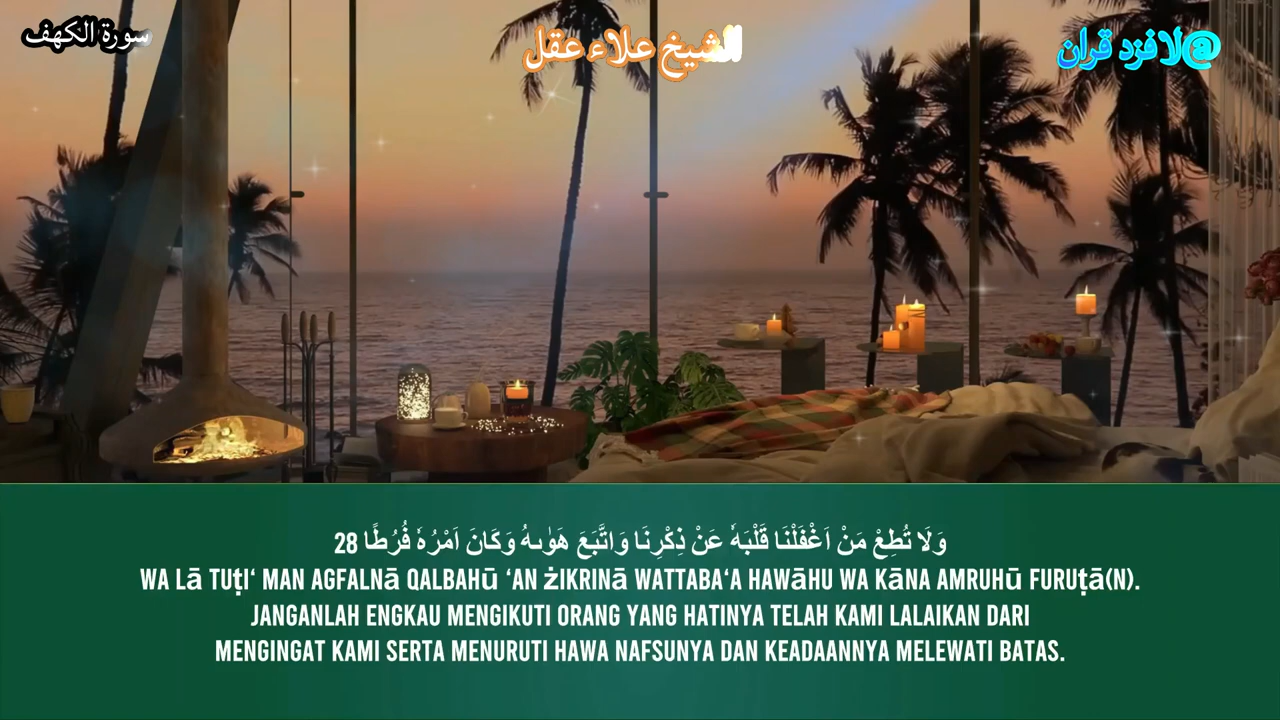 سورة الكهف
الشيخ علاء عقل
@لافزد قران
وَلَا تُطِعْ مَنْ اَغْفَلْنَا قَلْبَهٗ عَنْ ذِكْرِنَا وَاتَّبَعَ هَوٰىهُ وَكَانَ اَمْرُهٗ فُرُطًا 28
WA Lā TUṭI‘ MAN AGFALNā QALBAHū ‘AN żIKRINā WATTABA‘A HAWāHU WA KāNA AMRUHū FURUṭā(N).
JANGANLAH ENGKAU MENGIKUTI ORANG YANG HATINYA TELAH KAMI LALAIKAN DARI
MENGINGAT KAMI SERTA MENURUTI HAWA NAFSUNYA DAN KEADAANNYA MELEWATI BATAS.